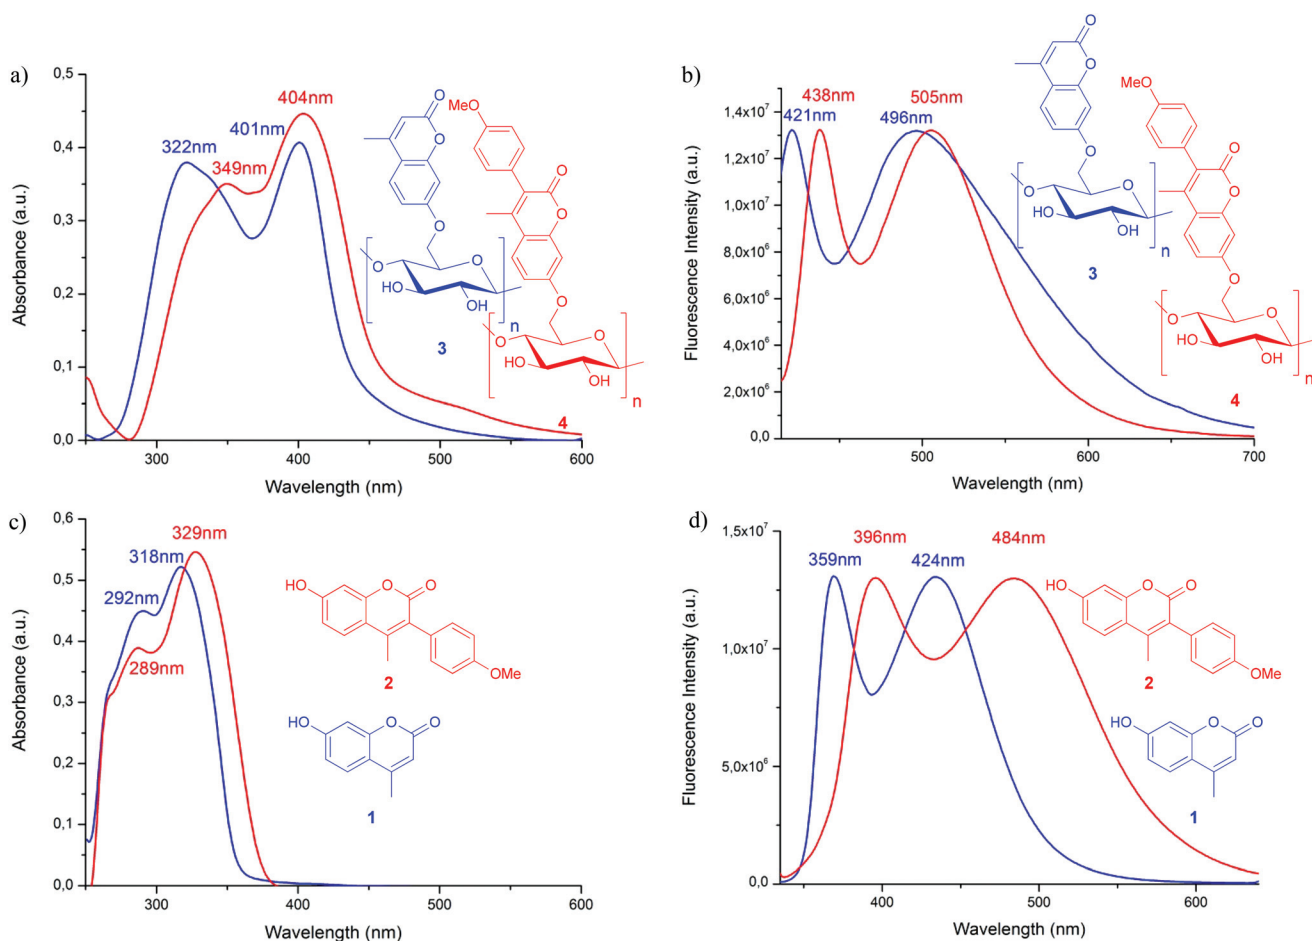 a)
0,5
0,4
0,3
0,2
0,1
0,0
300
400
500
600
Absorbance (a.u.)
Wavelength (nm)
322nm
401nm
349nm
404nm
O
O
O
O
HO
OH
O
n
3
MeO
O
O
O
O
HO
OH
O
n
4
b)
1,4x10⁷
1,2x10⁷
1,0x10⁷
8,0x10⁶
6,0x10⁶
4,0x10⁶
2,0x10⁶
0,0
500
600
700
Fluorescence Intensity (a.u.)
Wavelength (nm)
438nm
421nm
496nm
505nm
O
O
O
O
HO
OH
O
n
3
MeO
O
O
O
O
HO
OH
O
n
4
c)
0,6
0,5
0,4
0,3
0,2
0,1
0,0
300
400
500
600
Absorbance (a.u.)
Wavelength (nm)
329nm
318nm
292nm
289nm
HO
O
O
OMe
2
HO
O
O
1
d)
1,5x10⁷
1,0x10⁷
5,0x10⁶
0,0
400
500
600
Fluorescence Intensity (a.u.)
Wavelength (nm)
396nm
359nm
424nm
484nm
HO
O
O
OMe
2
HO
O
O
1